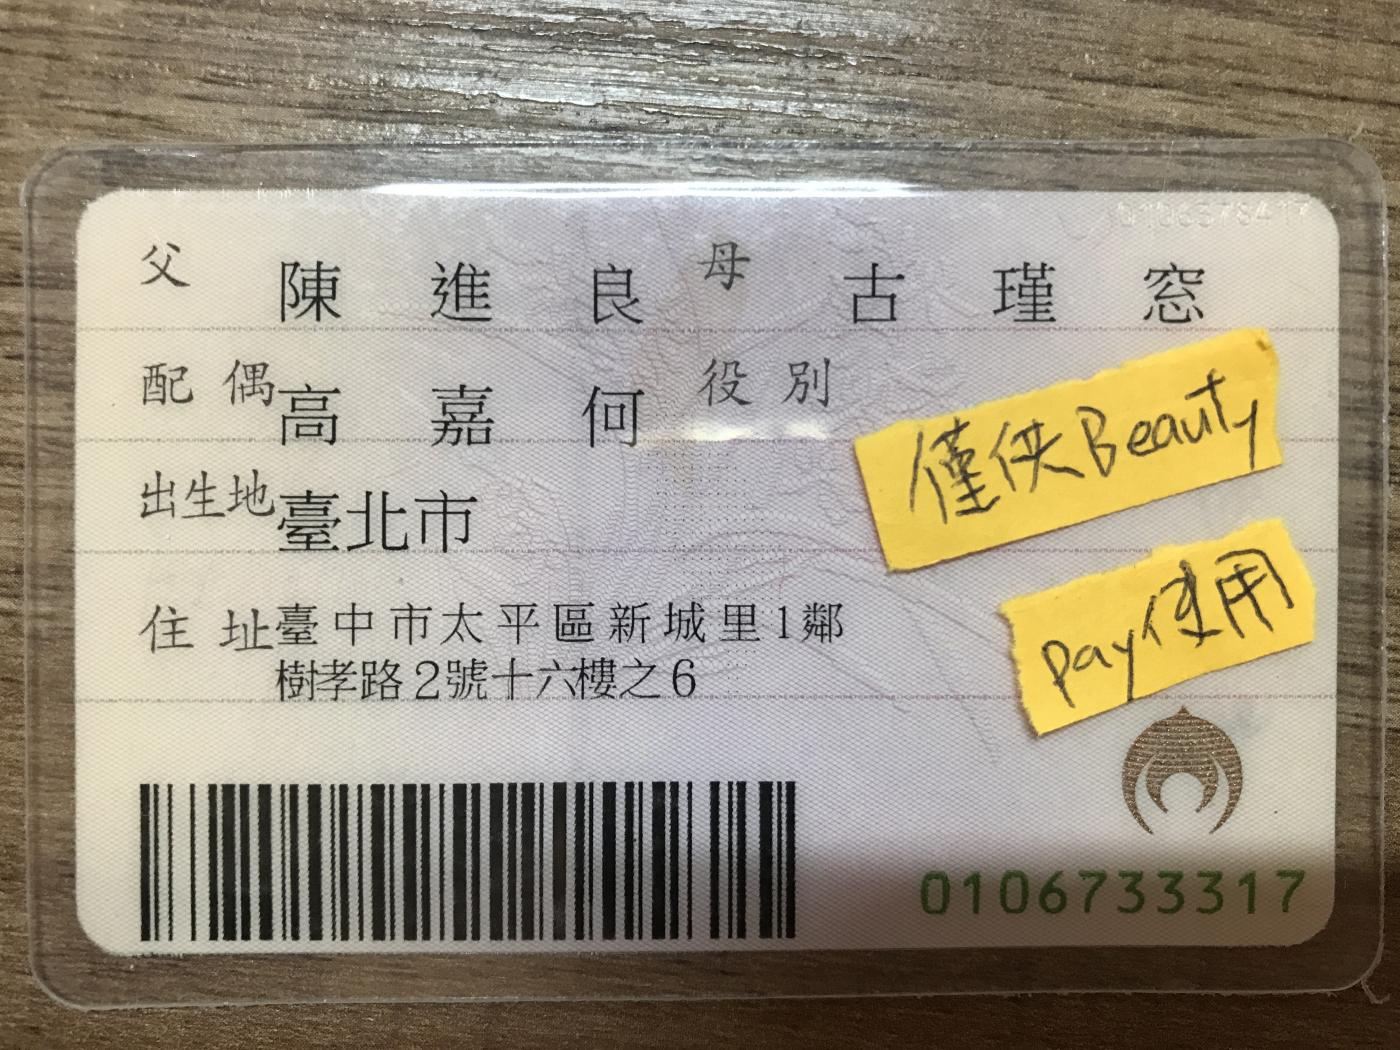 父 陳進良 母 古瑾窓
配偶 高嘉何 役別
出生地 臺北市
住址 臺中市太平區新城里1鄰
樹孝路2號十六樓之6
僅供Beauty
pay使用
0106733317